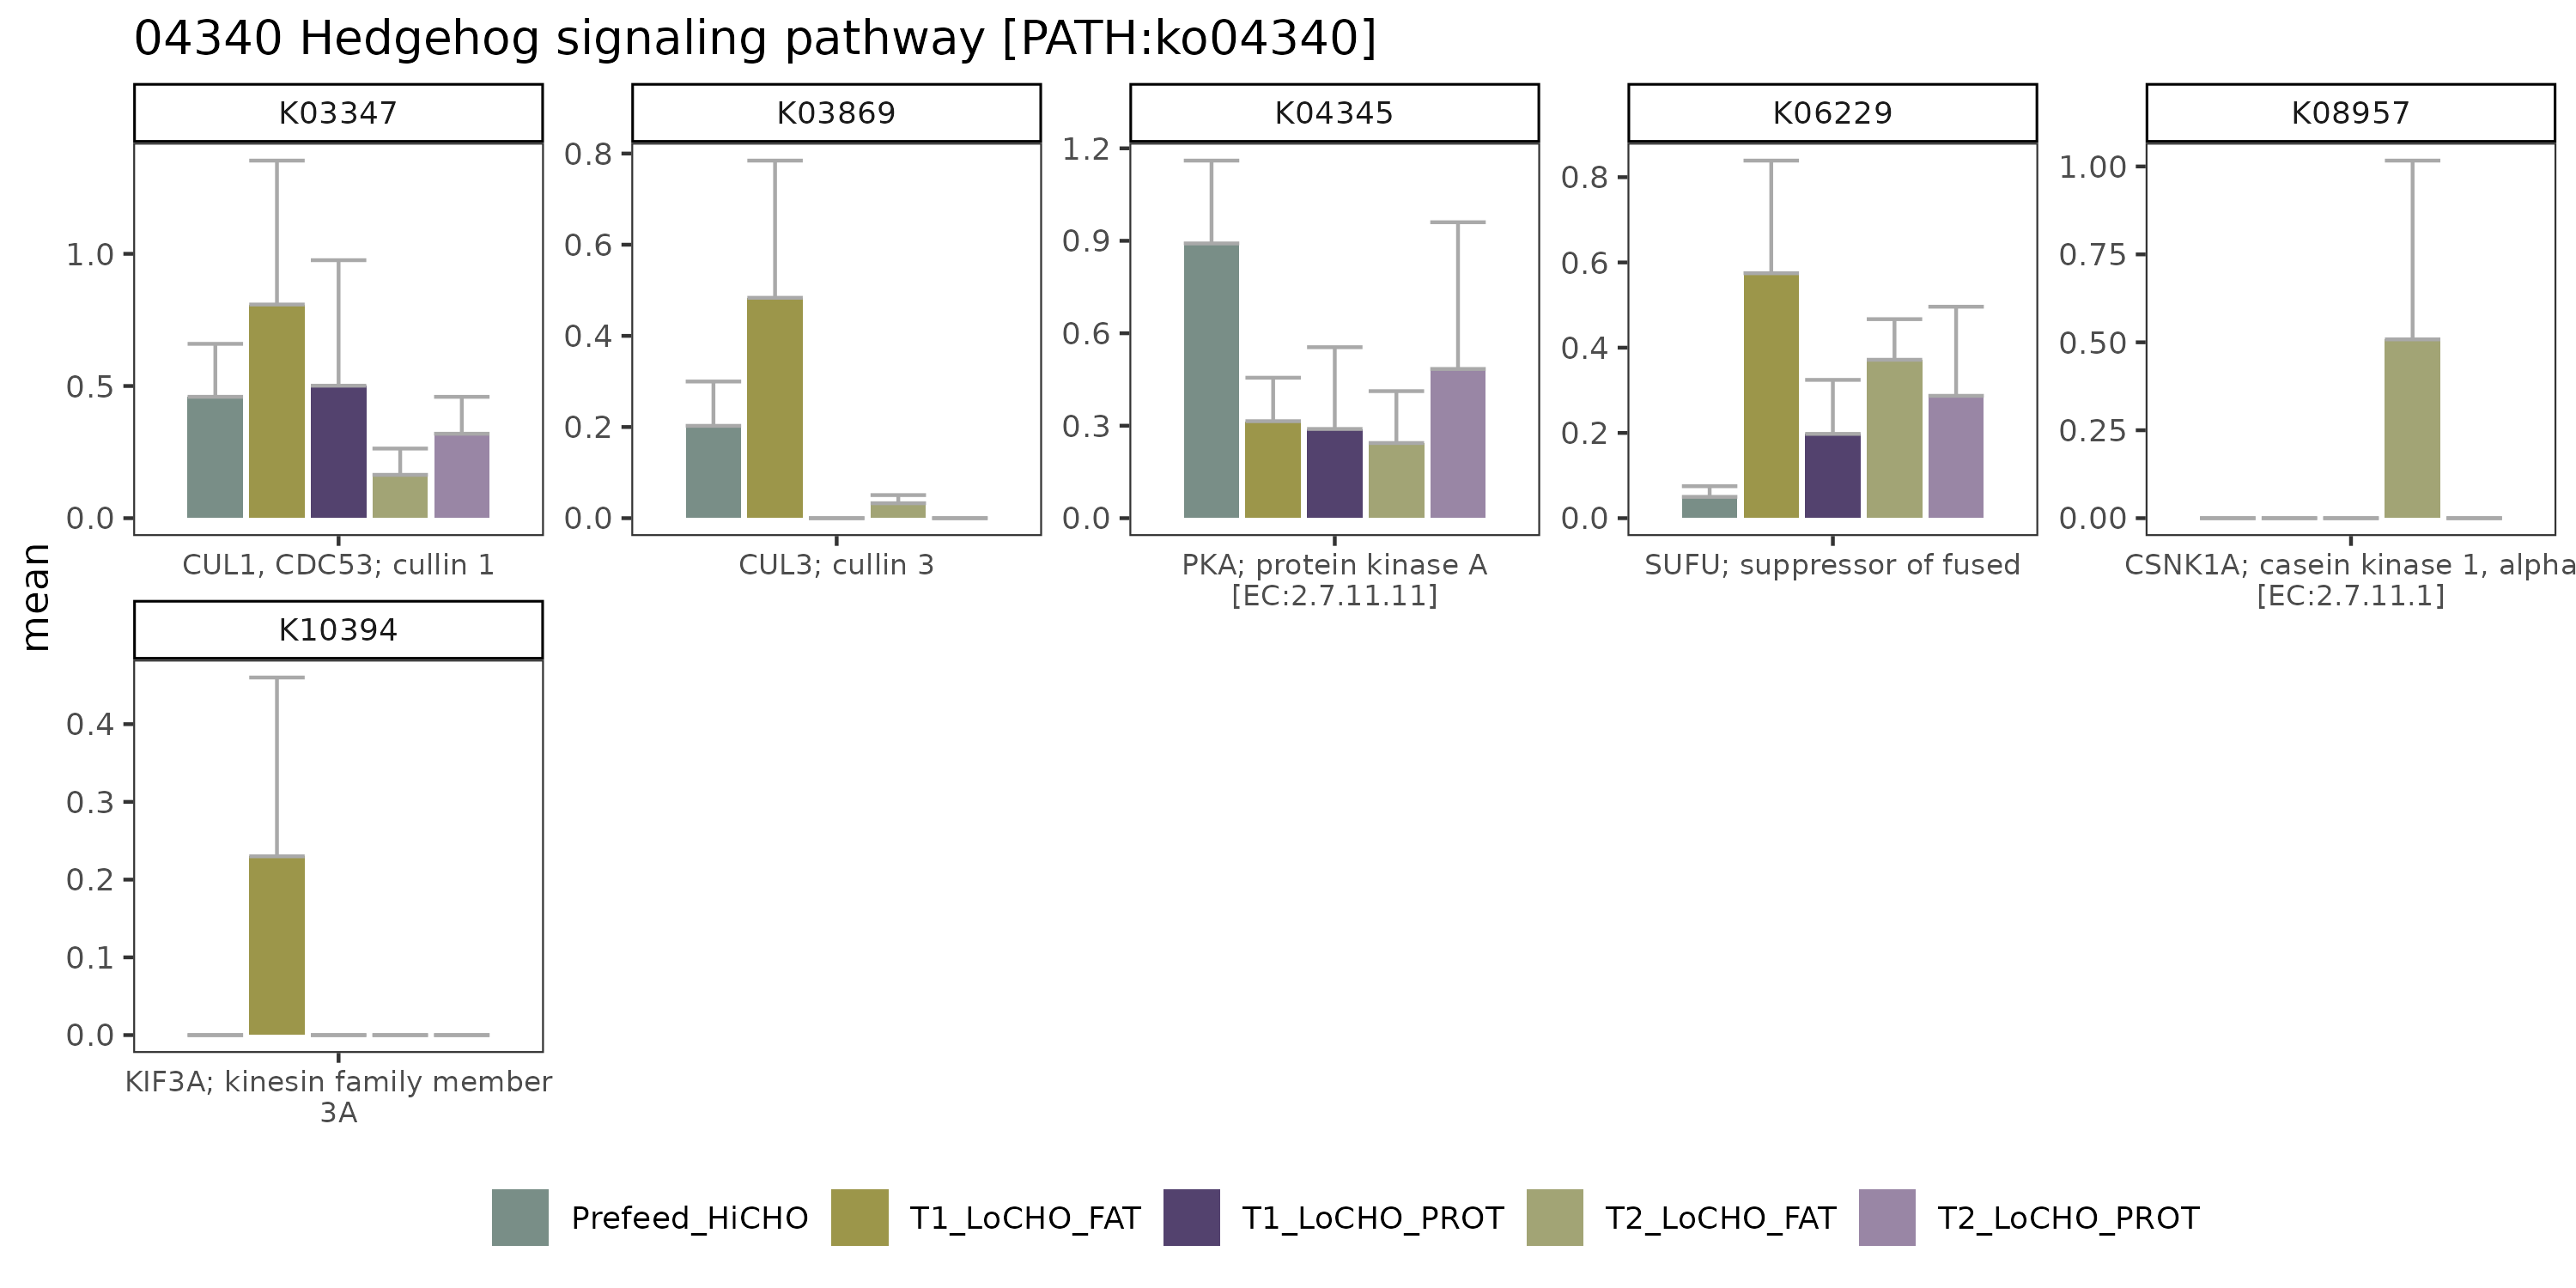 04340 Hedgehog signaling pathway [PATH:ko04340]
K03347
K03869
K04345
K06229
K08957
1.0
0.5
0.0
0.8
0.6
0.4
0.2
0.0
1.2
0.9
0.6
0.3
0.0
0.8
0.6
0.4
0.2
0.0
1.00
0.75
0.50
0.25
0.00
CUL1, CDC53; cullin 1
CUL3; cullin 3
PKA; protein kinase A
[EC:2.7.11.11]
SUFU; suppressor of fused
CSNK1A; casein kinase 1, alpha
[EC:2.7.11.1]
mean
K10394
0.4
0.3
0.2
0.1
0.0
KIF3A; kinesin family member
3A
Prefeed_HiCHO
T1_LoCHO_FAT
T1_LoCHO_PROT
T2_LoCHO_FAT
T2_LoCHO_PROT